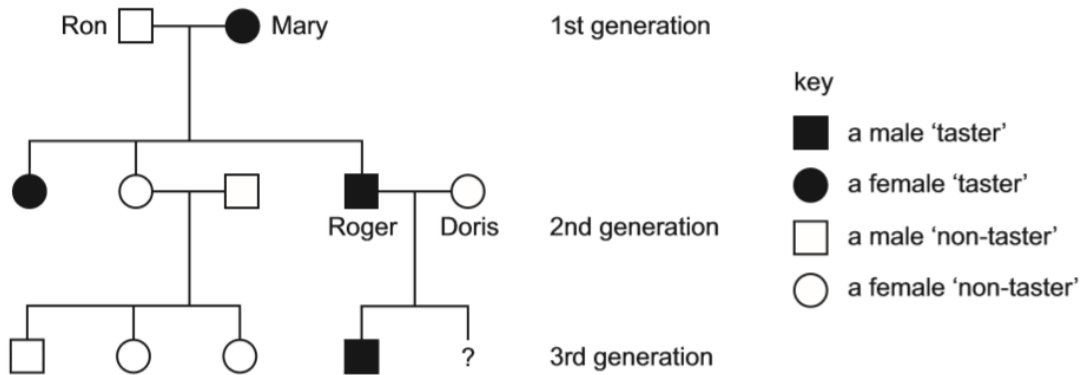 Ron
Mary
1st generation
key
a male ‘taster’
a female ‘taster’
Roger
Doris
2nd generation
a male ‘non-taster’
a female ‘non-taster’
?
3rd generation